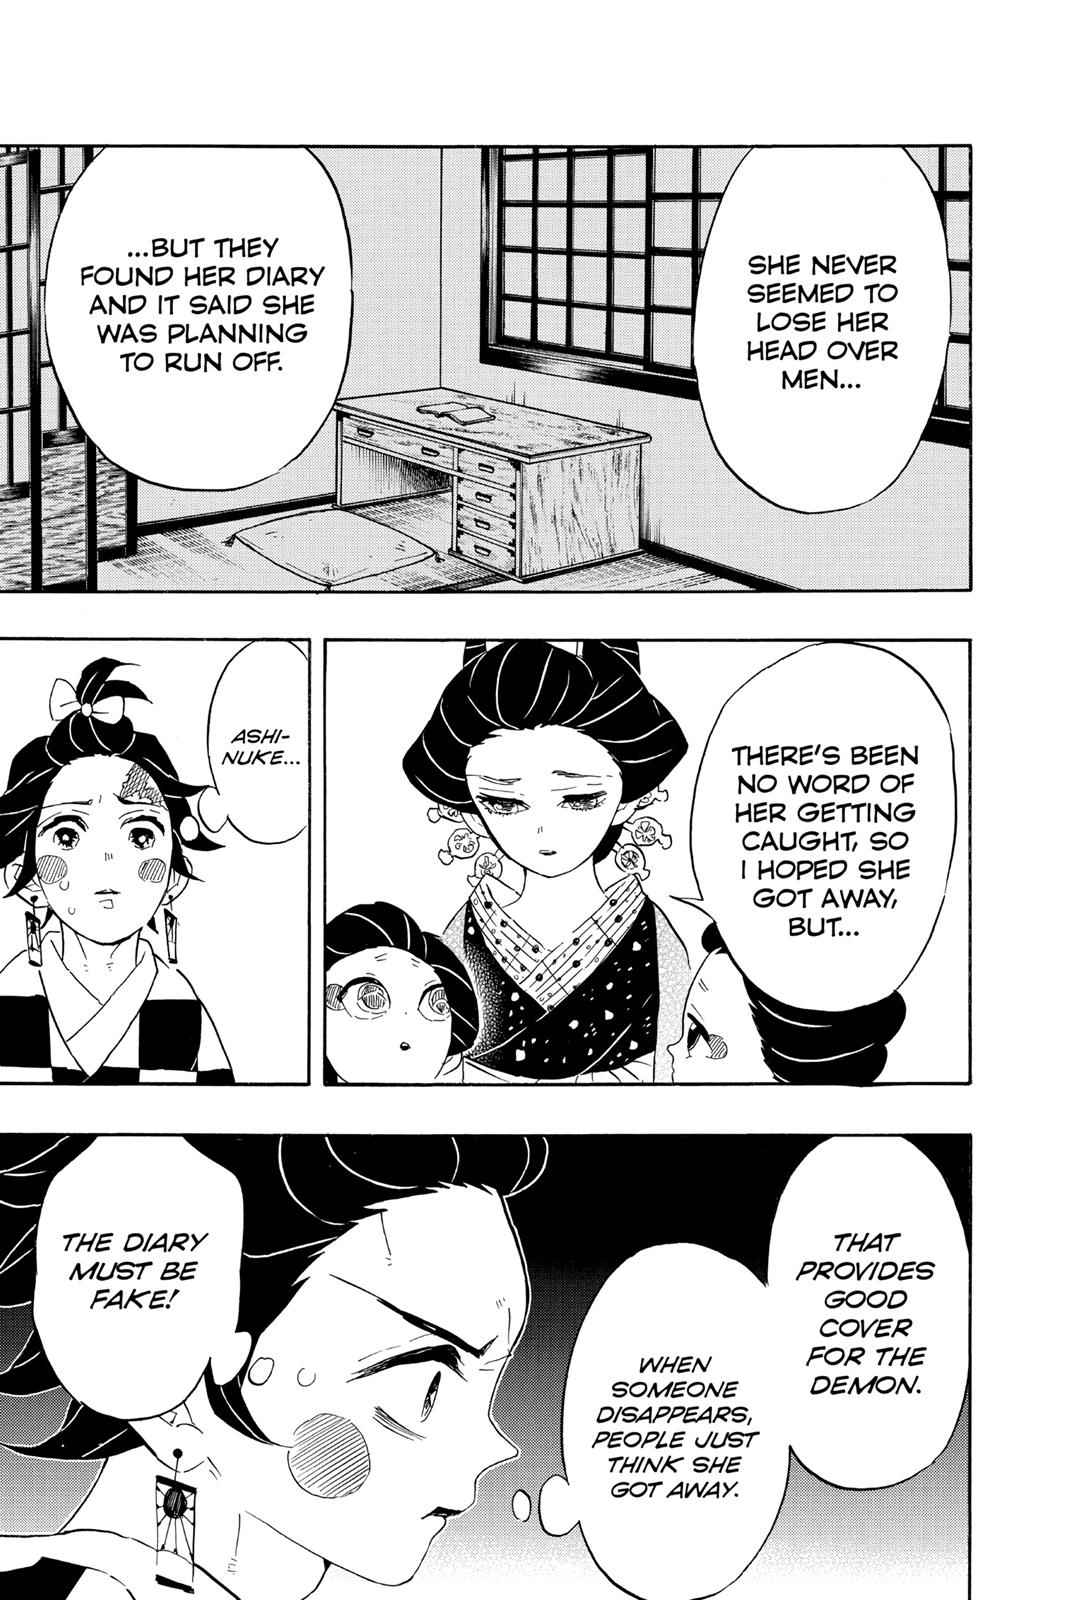 SHE NEVER
SEEMED TO
LOSE HER
HEAD OVER
MEN...
...BUT THEY
FOUND HER DIARY
AND IT SAID SHE
WAS PLANNING
TO RUN OFF.
THERE'S BEEN
NO WORD OF
HER GETTING
CAUGHT, SO
I HOPED SHE
GOT AWAY,
BUT...
ASHI-
NUKE...
THAT
PROVIDES
GOOD
COVER
FOR THE
DEMON.
WHEN
SOMEONE
DISAPPEARS,
PEOPLE JUST
THINK SHE
GOT AWAY.
THE DIARY
MUST BE
FAKE!